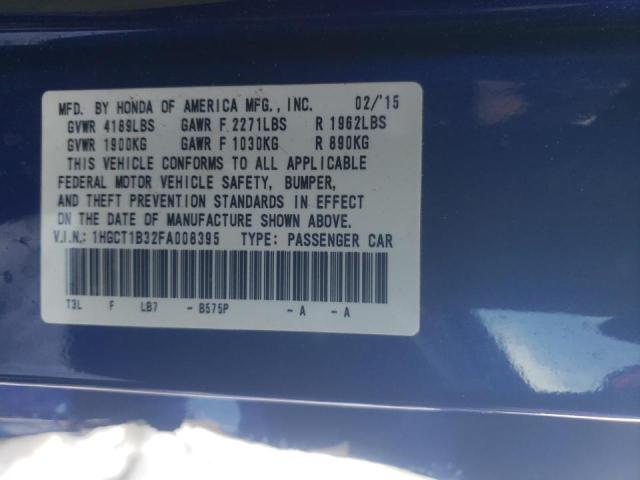 MFD. BY HONDA OF AMERICA MFG., INC. 02/'15
GVWR 4189LBS GAWR F 2271LBS R 1962LBS
GVWR 1900KG GAWR F 1030KG R 890KG
THIS VEHICLE CONFORMS TO ALL APPLICABLE
FEDERAL MOTOR VEHICLE SAFETY, BUMPER,
AND THEFT PREVENTION STANDARDS IN EFFECT
ON THE DATE OF MANUFACTURE SHOWN ABOVE.
V.I.N.: 1HGCT1B32FA008395 TYPE: PASSENGER CAR
T3L F LB7 - B575P - A - A